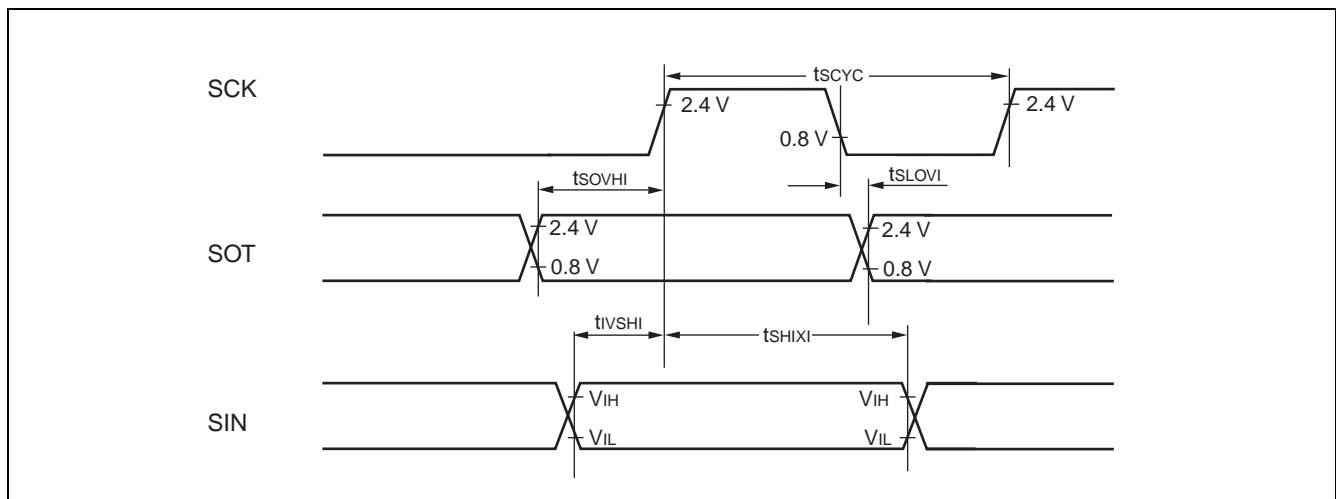 tSCYC
SCK
2.4 V
0.8 V
2.4 V
tSOVHI
tSLOVI
SOT
2.4 V
0.8 V
2.4 V
0.8 V
tIVSHI
tSHIXI
SIN
VIH
VIL
VIH
VIL